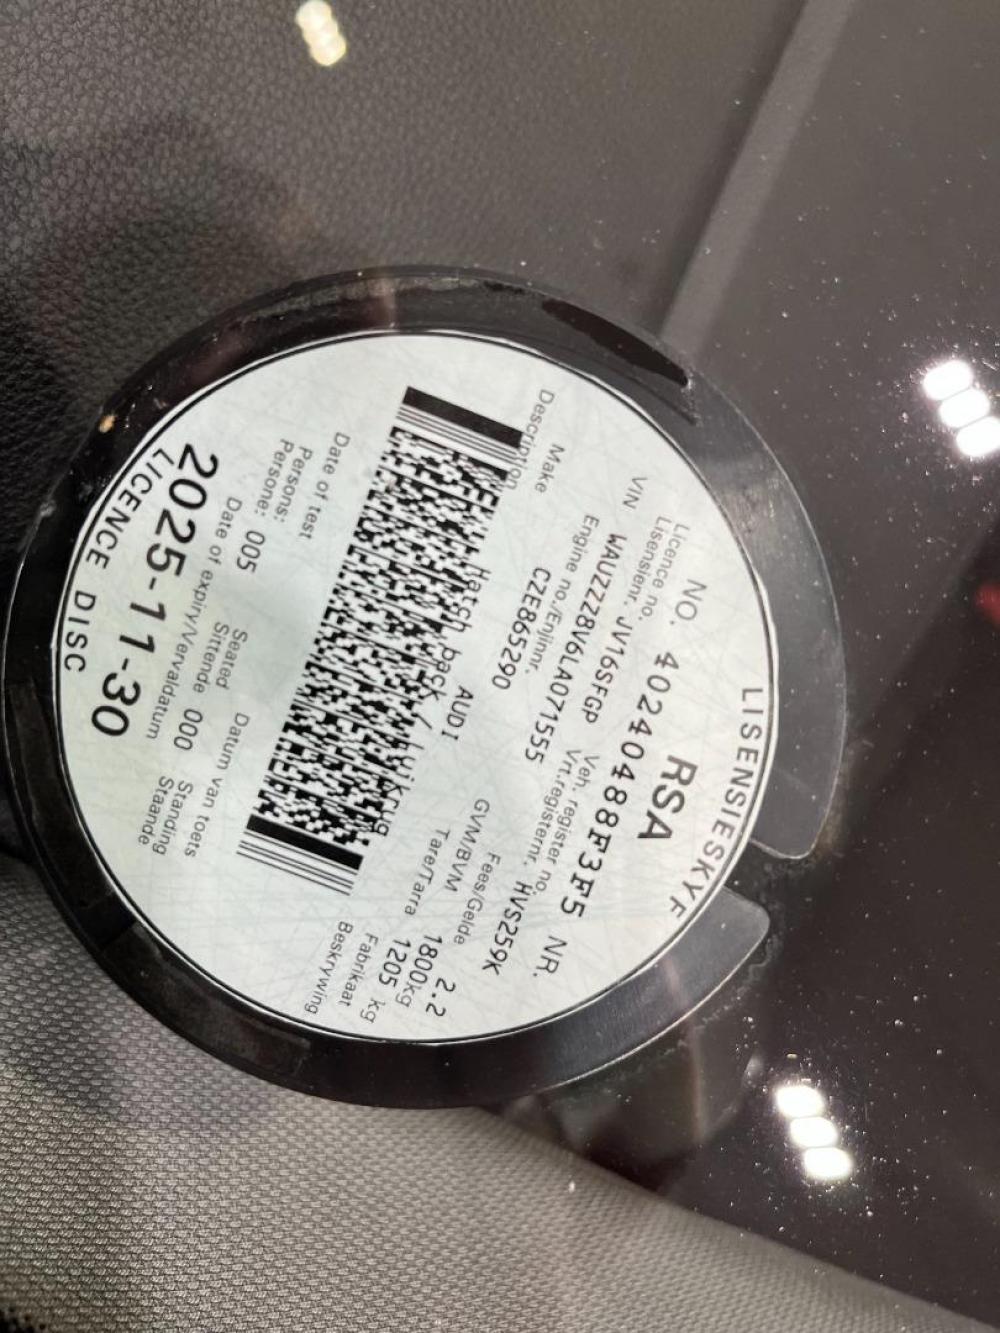 LISENSIESKYF
RSA
NO. 40240488F3F5 NR.
Licence no.
Lisensienr. JV16SFGP
Veh. register no.
Vrt.registernr. HVS259K
VIN WAUZZZ8V6LA071555
Engine no./Enjinnr. CZE865290
Fees/Gelde 2.2
GVM/BVM 1800kg
Make AUDI Tare/Tarra 1205 kg
Description Hatch back / Luikrug Fabrikaat
Beskrywing
Date of test Datum van toets
Persons:
Persone: 005
Seated
Sittende 000
Standing
Staande
Date of expiry/Vervaldatum
2025-11-30
LICENCE DISC